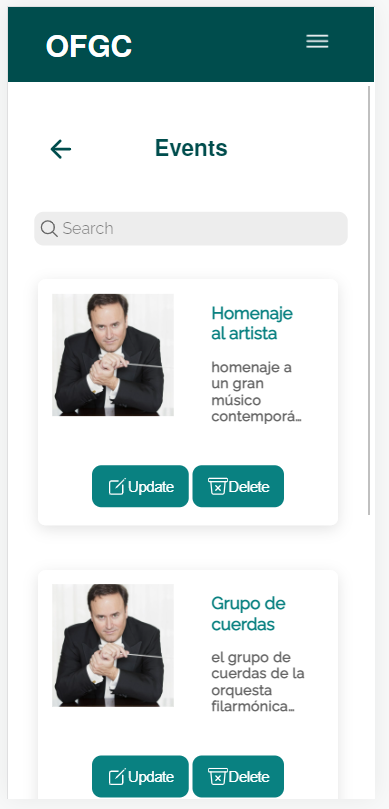 OFGC
Events
Search
Homenaje
al artista
homenaje a
un gran
músico
contemporá…
Update
Delete
Grupo de
cuerdas
el grupo de
cuerdas de la
orquesta
filarmónica…
Update
Delete